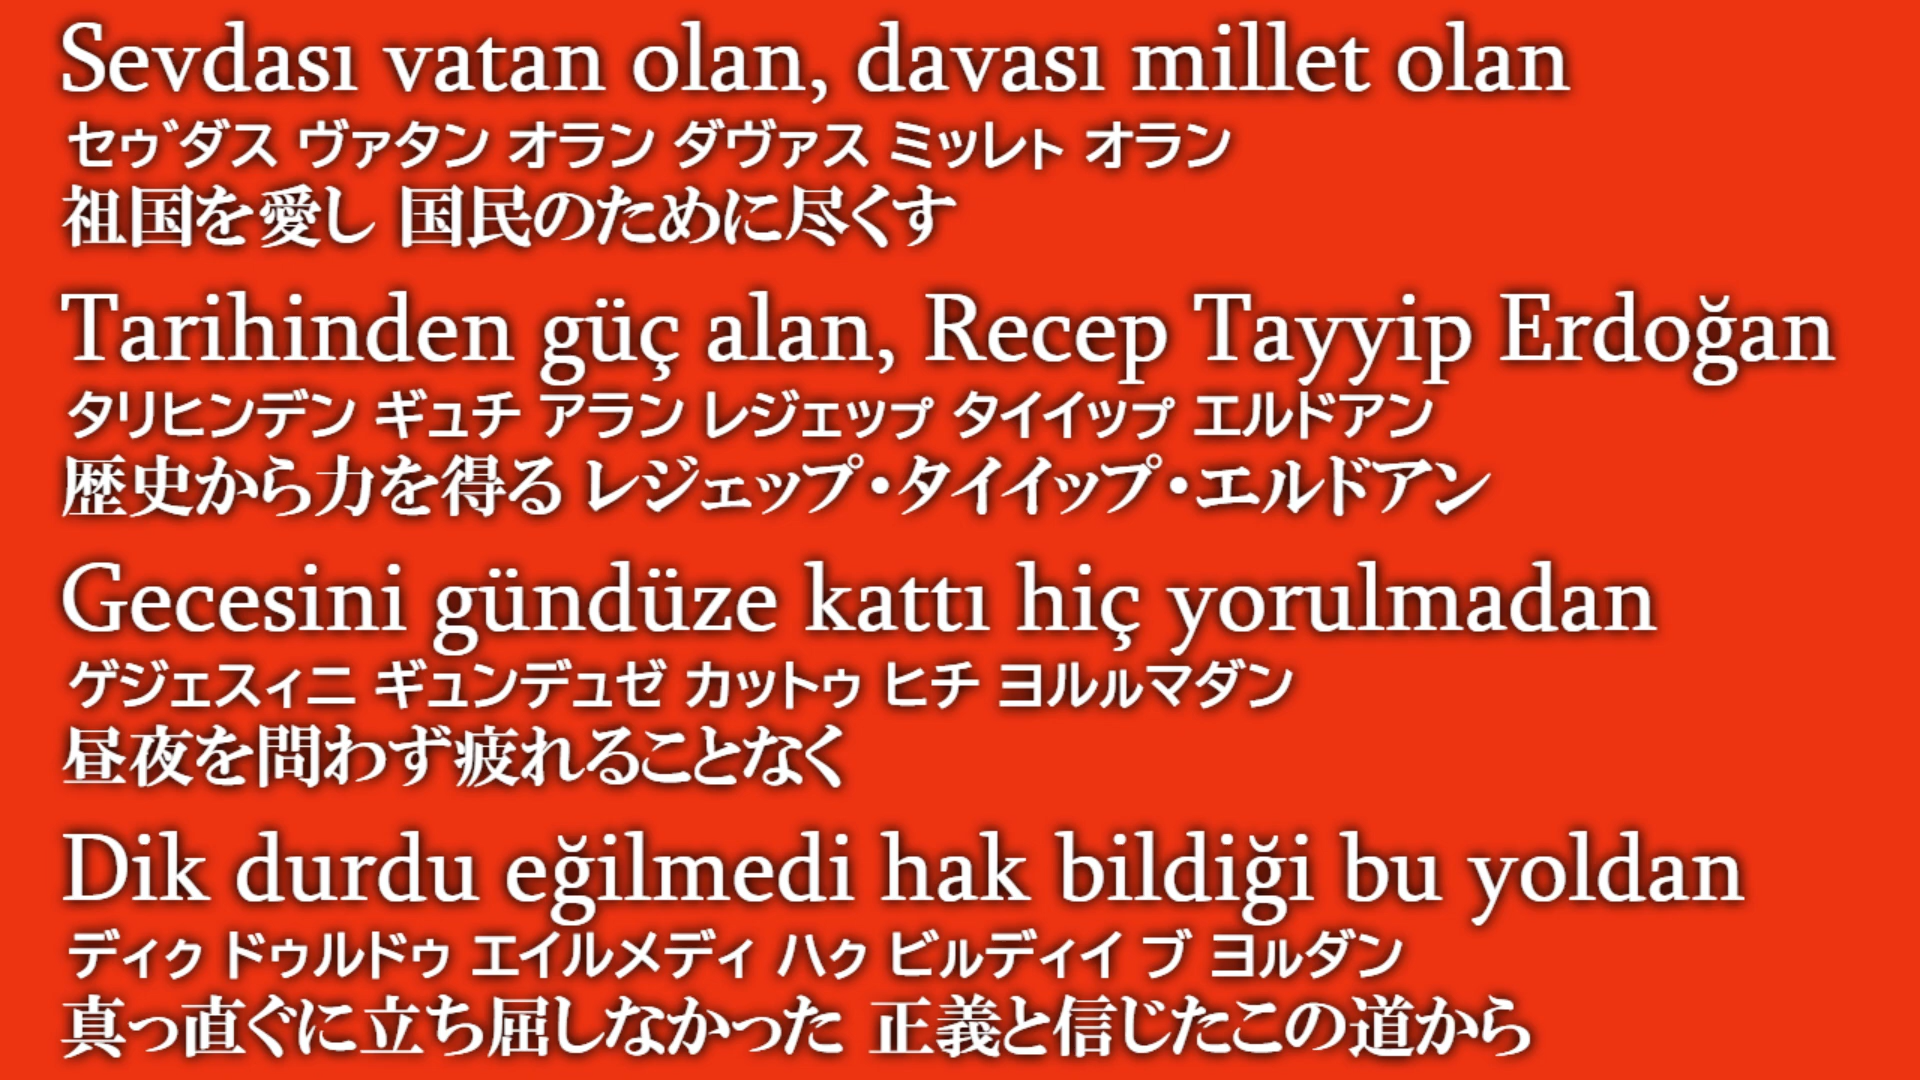 Sevdası vatan olan, davası millet olan
セゥ゙ダス ヴァタン オラン ダヴァス ミッレㇳ オラン
祖国を愛し 国民のために尽くす
Tarihinden güç alan, Recep Tayyip Erdoğan
タリヒンデン ギュチ アラン レジェップ タイイップ エルドアン
歴史から力を得る レジェップ・タイイップ・エルドアン
Gecesini gündüze kattı hiç yorulmadan
ゲジェスィニ ギュンデュゼ カットゥ ヒチ ヨルㇽマダン
昼夜を問わず疲れることなく
Dik durdu eğilmedi hak bildiği bu yoldan
ディㇰ ドゥルドゥ エイルメディ ハㇰ ビㇽディイ ブ ヨㇽダン
真っ直ぐに立ち屈しなかった 正義と信じたこの道から